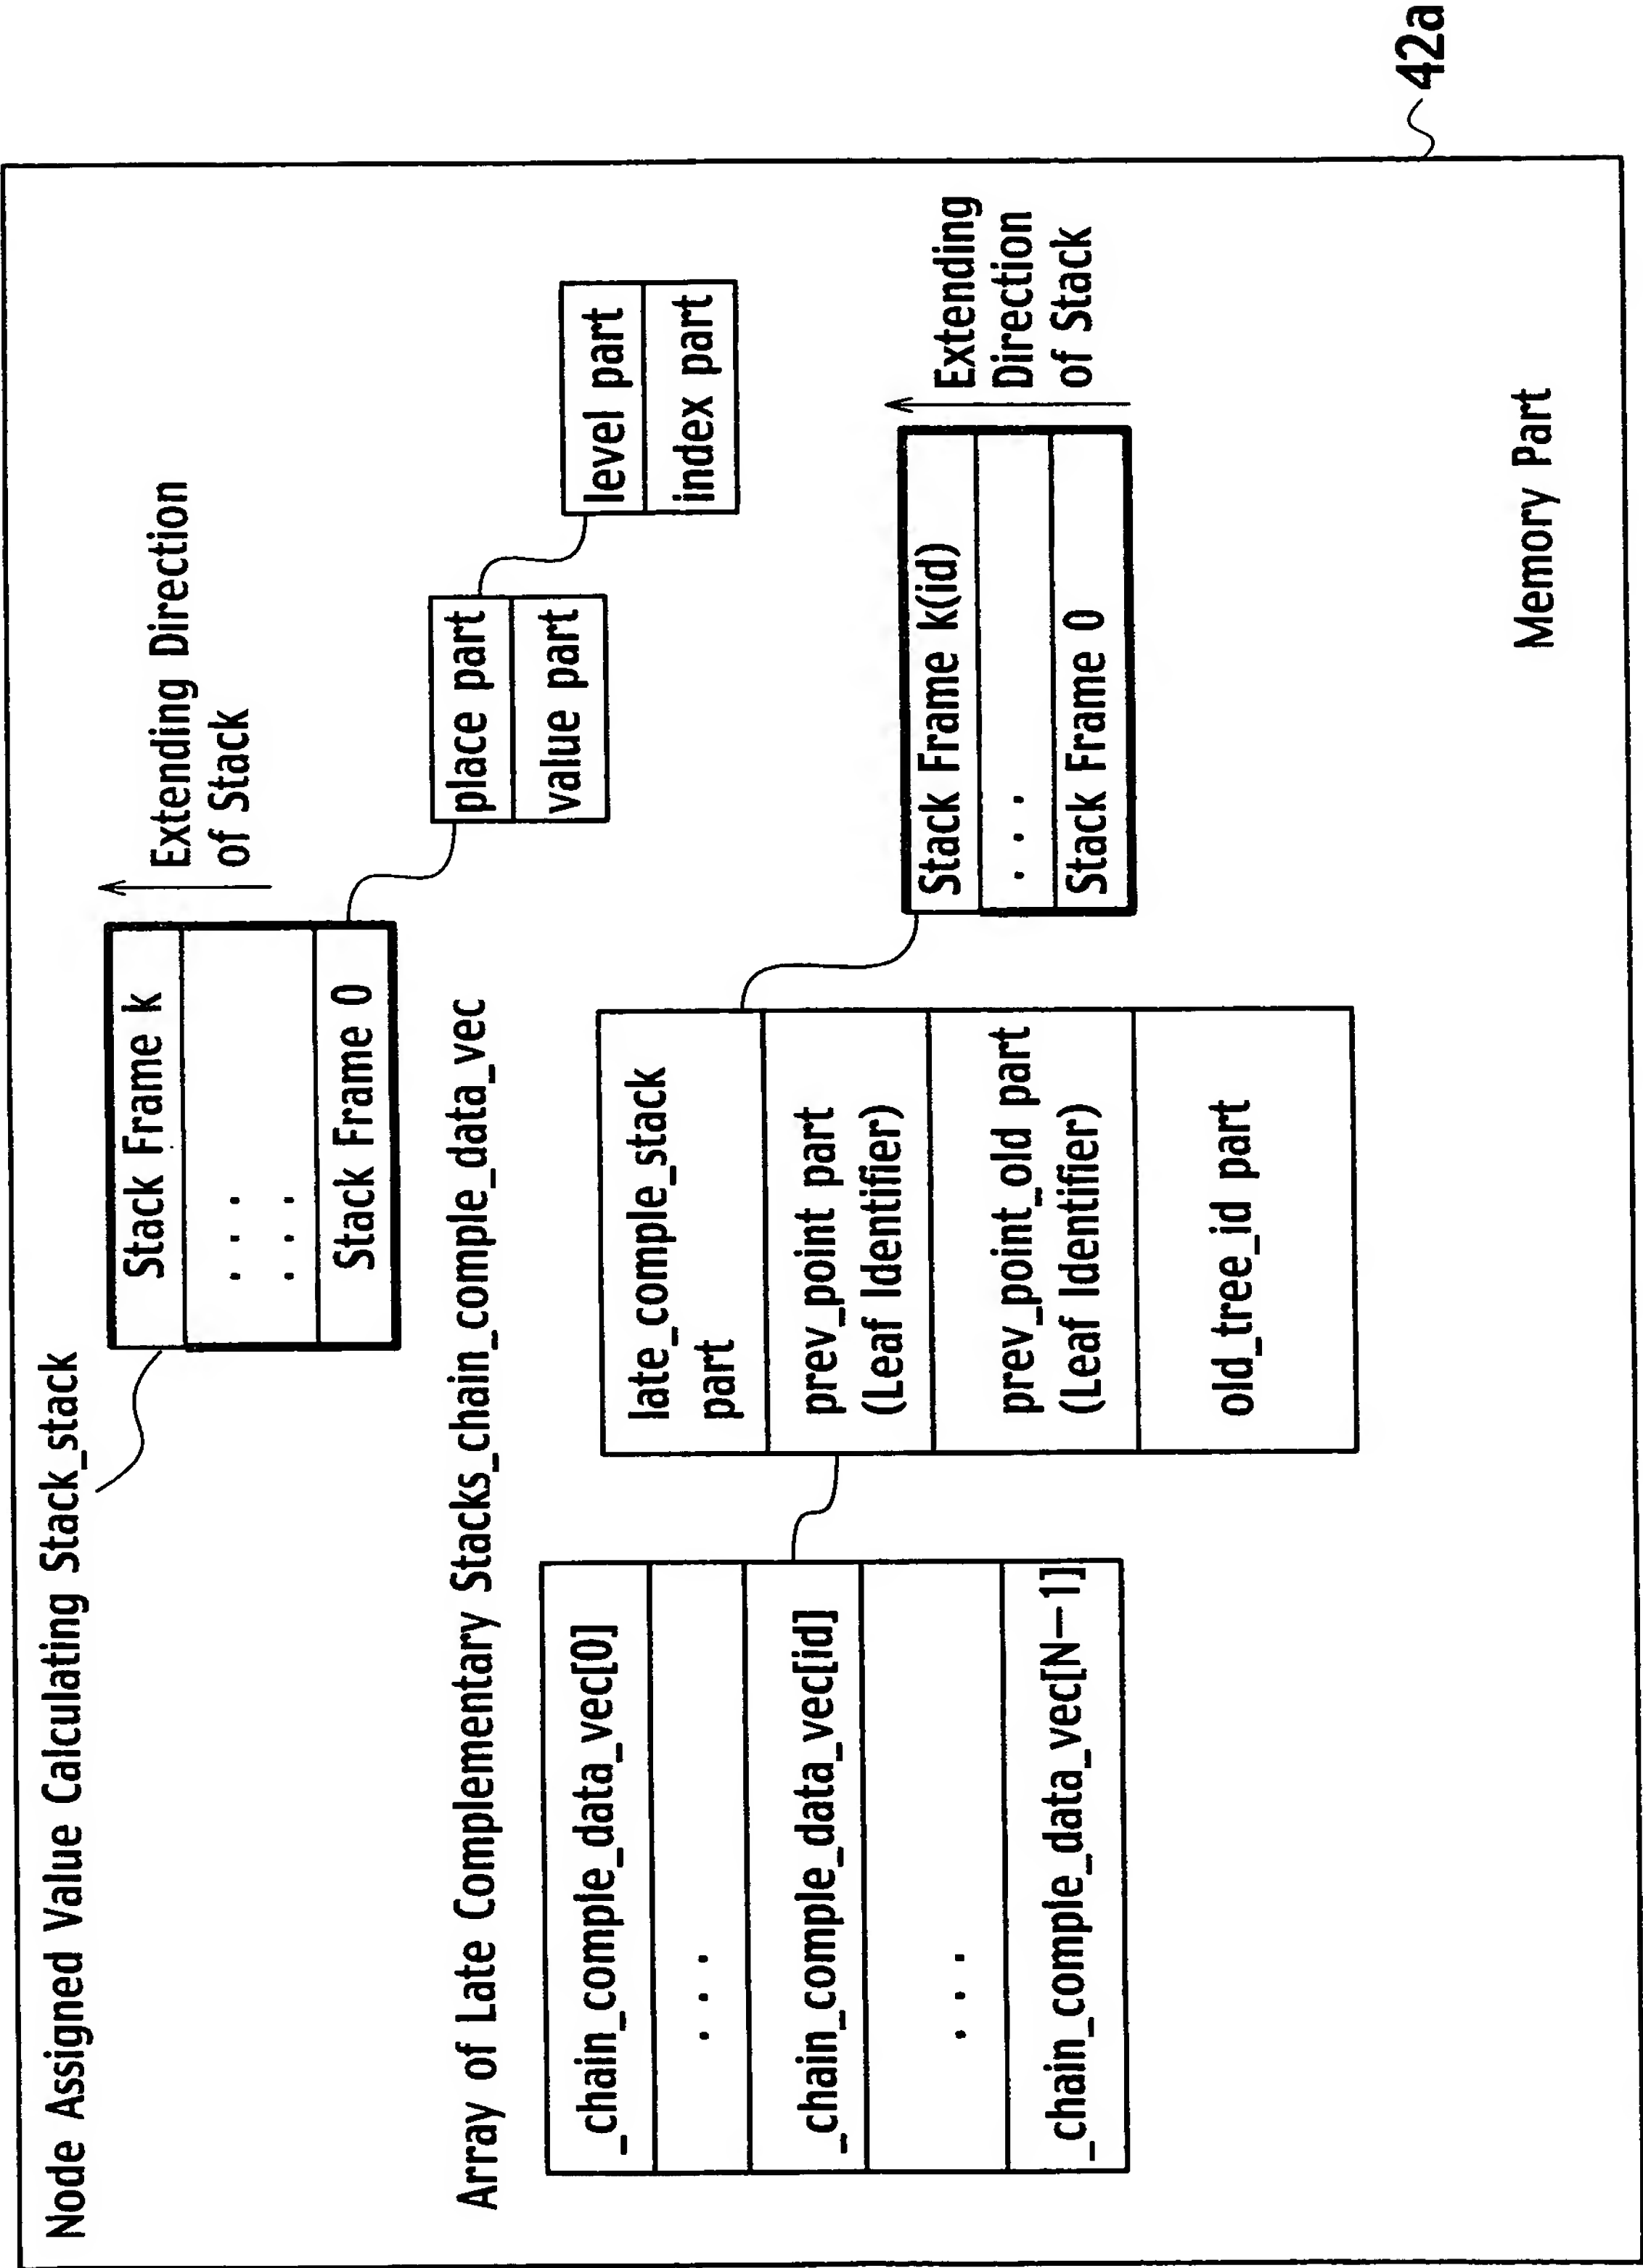 Node Assigned Value Calculating Stack_stack
Stack Frame k
. . .
. . .
Stack Frame 0
Extending Direction
of Stack
place part
value part
level part
index part
Array of Late Complementary Stacks_chain_comple_data_vec
_chain_comple_data_vec[0]
. . .
_chain_comple_data_vec[id]
. . .
_chain_comple_data_vec[N−1]
late_comple_stack
part
prev_point part
(Leaf Identifier)
prev_point_old part
(Leaf Identifier)
old_tree_id part
Stack Frame k(id)
. . .
Stack Frame 0
Extending
Direction
of Stack
Memory Part
42a